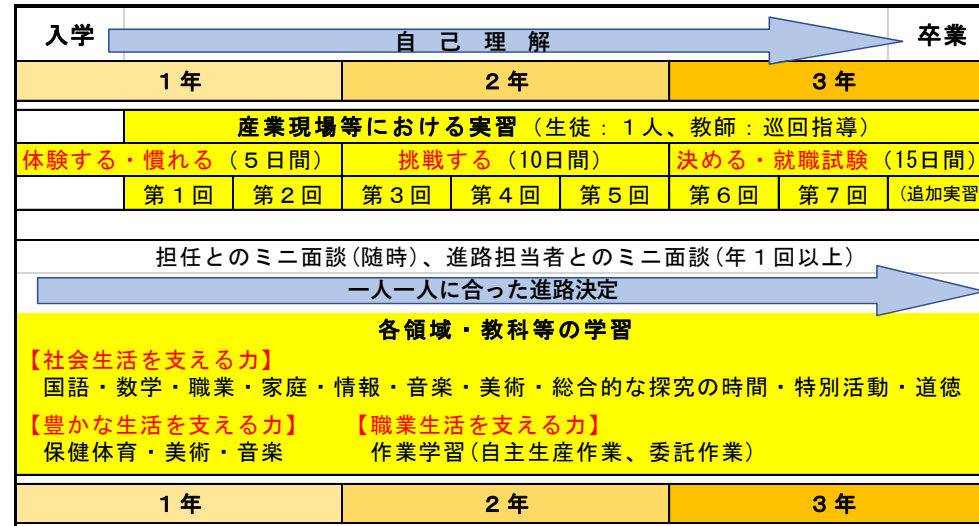 入学 自己理解 卒業
1年 2年 3年
産業現場等における実習（生徒：1人、教師：巡回指導）
体験する・慣れる（5日間） 挑戦する（10日間） 決める・就職試験（15日間）
第1回 第2回 第3回 第4回 第5回 第6回 第7回 (追加実習
担任とのミニ面談(随時)、進路担当者とのミニ面談(年1回以上)
一人一人に合った進路決定
各領域・教科等の学習
【社会生活を支える力】
国語・数学・職業・家庭・情報・音楽・美術・総合的な探究の時間・特別活動・道徳
【豊かな生活を支える力】 【職業生活を支える力】
保健体育・美術・音楽 作業学習(自主生産作業、委託作業)
1年 2年 3年